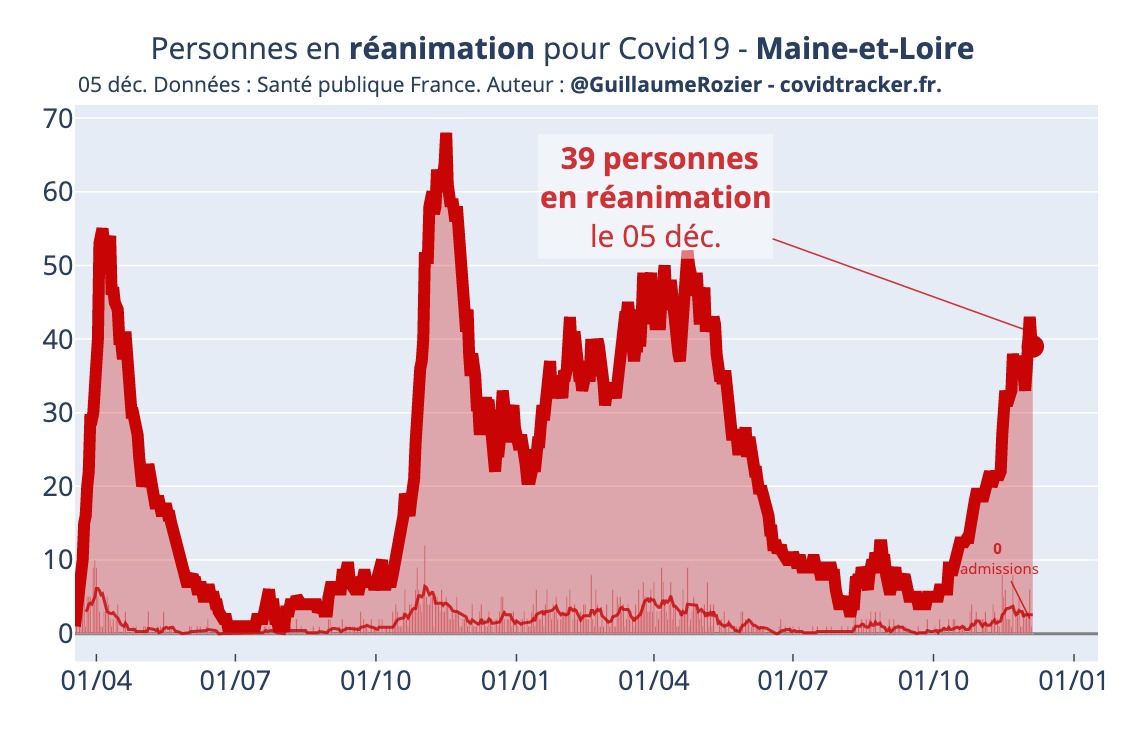 Personnes en réanimation pour Covid19 - Maine-et-Loire
05 déc. Données : Santé publique France. Auteur : @GuillaumeRozier - covidtracker.fr.
70
60
50
40
30
20
10
0
39 personnes
en réanimation
le 05 déc.
0
admissions
01/04
01/07
01/10
01/01
01/04
01/07
01/10
01/01